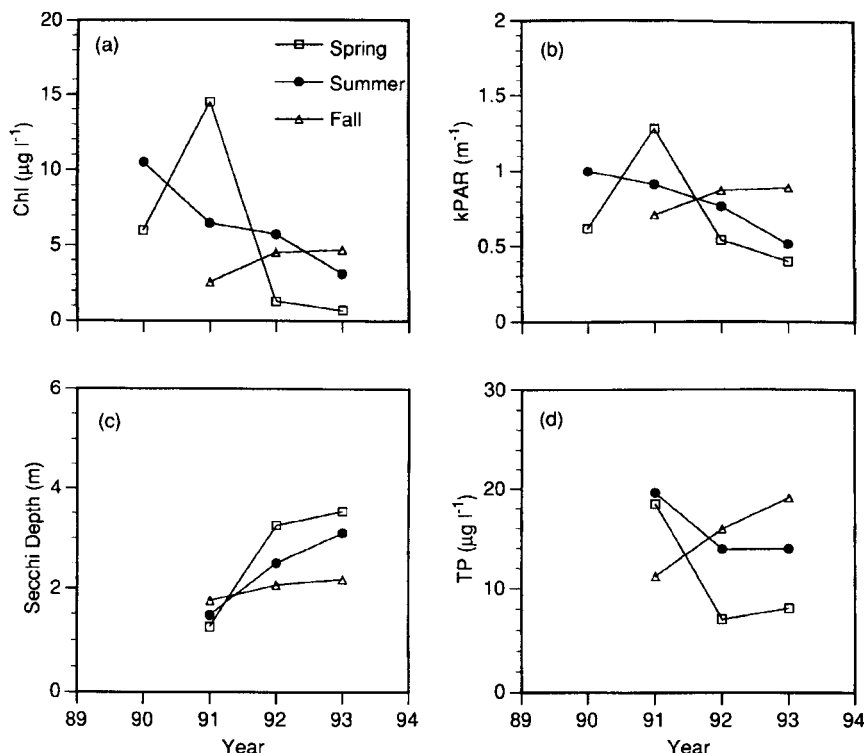 (a)
Spring
Summer
Fall
20
15
10
5
0
Chl (µg l⁻¹)
(b)
2
1.5
1
0.5
0
kPAR (m⁻¹)
(c)
6
4
2
0
Secchi Depth (m)
89 90 91 92 93 94
Year
(d)
30
20
10
0
TP (µg l⁻¹)
89 90 91 92 93 94
Year